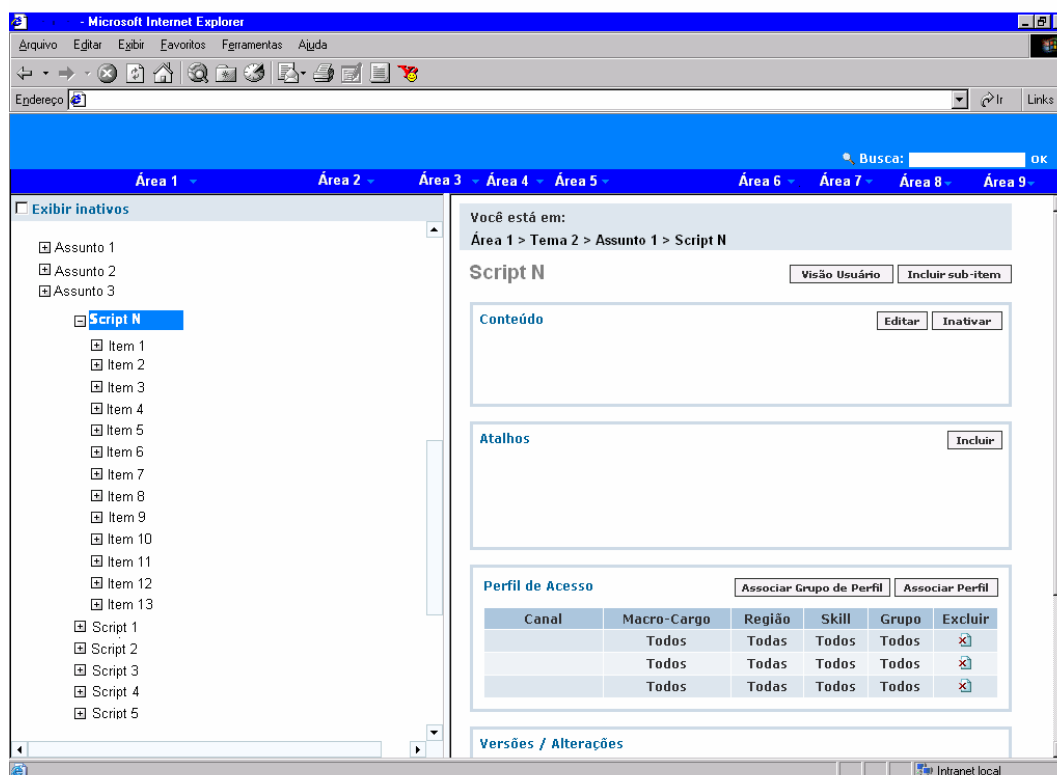 - Microsoft Internet Explorer
Arquivo Editar Exibir Favoritos Ferramentas Ajuda
Endereço Ir Links
Busca: OK
Área 1 Área 2 Área 3 Área 4 Área 5 Área 6 Área 7 Área 8 Área 9
Exibir inativos
Assunto 1
Assunto 2
Assunto 3
Script N
Item 1
Item 2
Item 3
Item 4
Item 5
Item 6
Item 7
Item 8
Item 9
Item 10
Item 11
Item 12
Item 13
Script 1
Script 2
Script 3
Script 4
Script 5
Você está em:
Área 1 > Tema 2 > Assunto 1 > Script N
Script N Visão Usuário Incluir sub-item
Conteúdo Editar Inativar
Atalhos Incluir
Perfil de Acesso Associar Grupo de Perfil Associar Perfil
Canal Macro-Cargo Região Skill Grupo Excluir
Todos Todas Todos Todos
Todos Todas Todos Todos
Todos Todas Todos Todos
Versões / Alterações
Intranet local